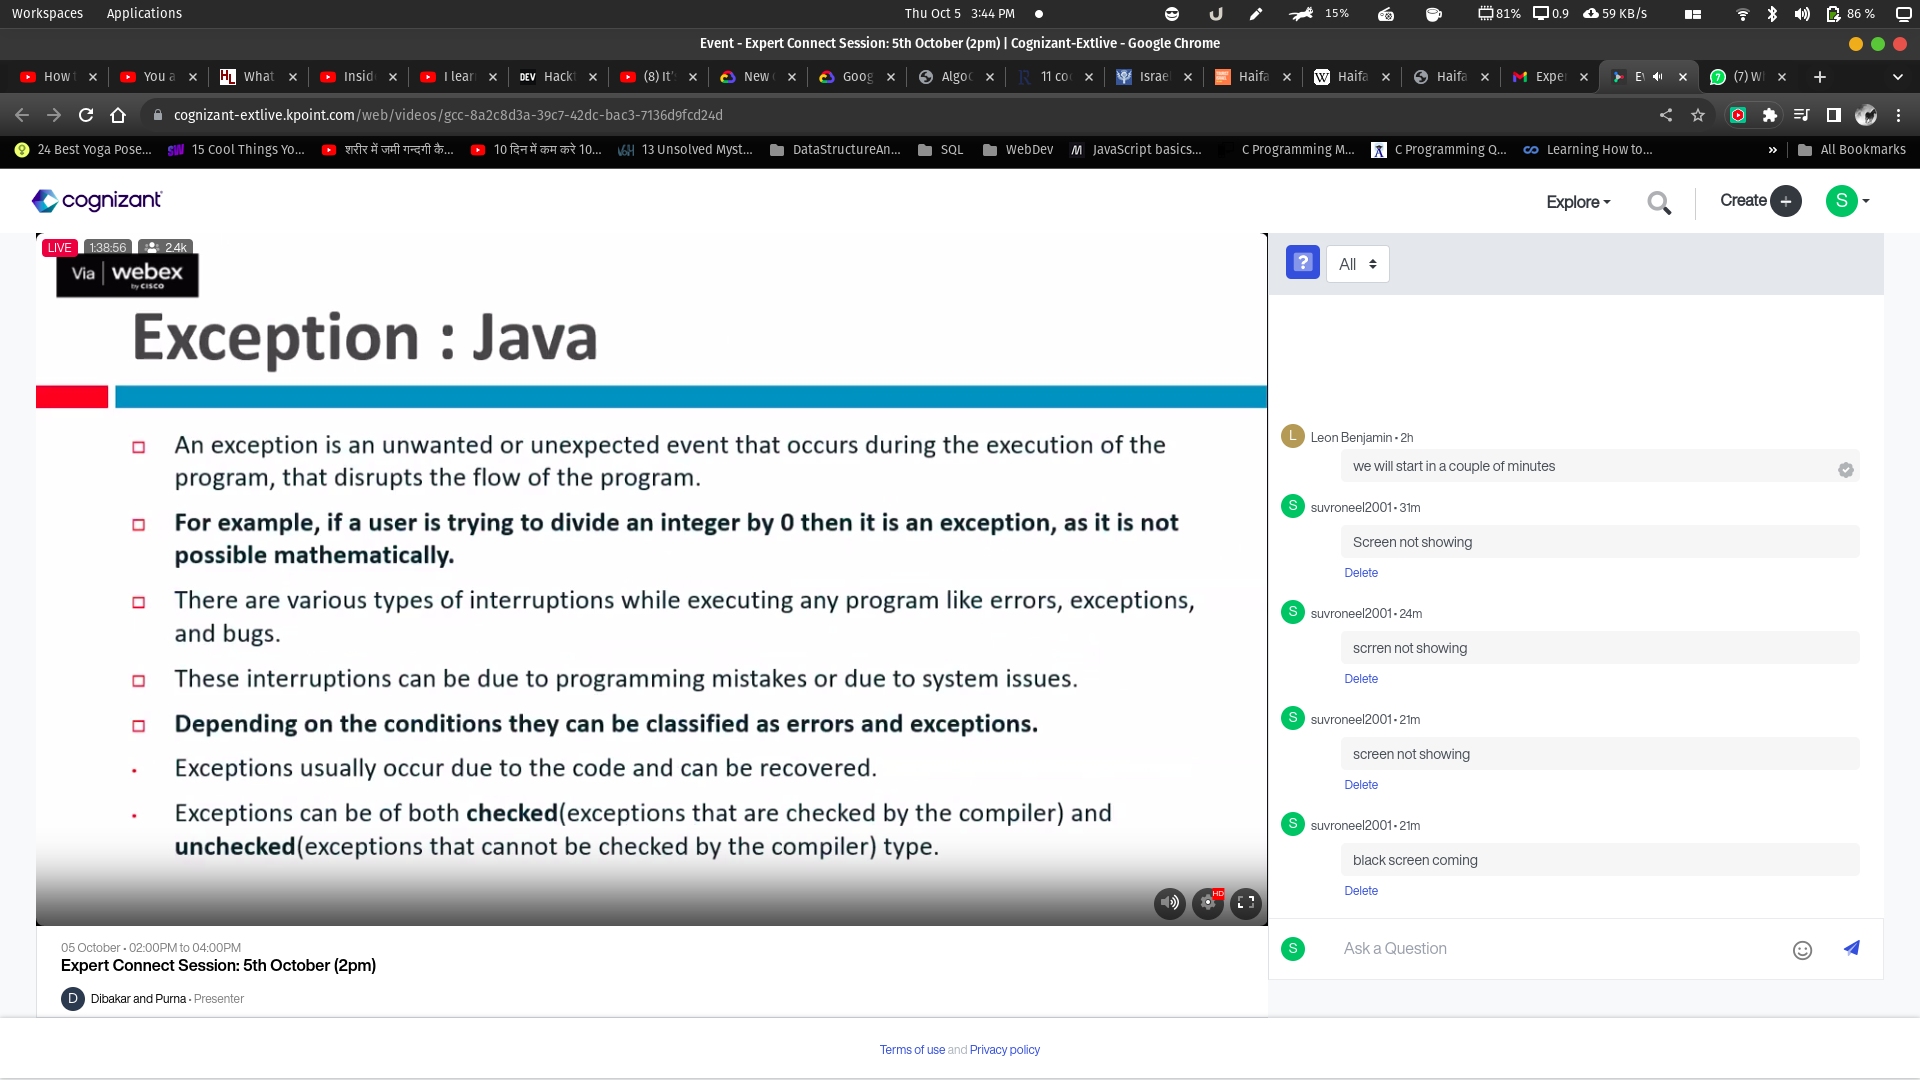 Workspaces Applications Thu Oct 5 3:44 PM 15% 81% 0.9 59 KB/s 86 %
Event - Expert Connect Session: 5th October (2pm) | Cognizant-Extlive - Google Chrome
How t You a HL What Insid I lear DEV Hackt (8) It' New Goog AlgoC 11 co Israe Haifa W Haifa Haifa Exper Ev (7) W
cognizant-extlive.kpoint.com/web/videos/gcc-8a2c8d3a-39c7-42dc-bac3-7136d9fcd24d
24 Best Yoga Pose... 15 Cool Things Yo... शरीर में जमी गन्दगी कै... 10 दिन में कम करे 10... 13 Unsolved Myst... DataStructureAn... SQL WebDev JavaScript basics... C Programming M... C Programming Q... Learning How to... » All Bookmarks
cognizant Explore Create + S
LIVE 1:38:56 2.4k
Via | webex
by CISCO
? All
Exception : Java
An exception is an unwanted or unexpected event that occurs during the execution of the
program, that disrupts the flow of the program.
For example, if a user is trying to divide an integer by 0 then it is an exception, as it is not
possible mathematically.
There are various types of interruptions while executing any program like errors, exceptions,
and bugs.
These interruptions can be due to programming mistakes or due to system issues.
Depending on the conditions they can be classified as errors and exceptions.
Exceptions usually occur due to the code and can be recovered.
Exceptions can be of both checked(exceptions that are checked by the compiler) and
unchecked(exceptions that cannot be checked by the compiler) type.
HD
L Leon Benjamin • 2h
we will start in a couple of minutes
S suvroneel2001 • 31m
Screen not showing
Delete
S suvroneel2001 • 24m
scrren not showing
Delete
S suvroneel2001 • 21m
screen not showing
Delete
S suvroneel2001 • 21m
black screen coming
Delete
S Ask a Question
05 October • 02:00PM to 04:00PM
Expert Connect Session: 5th October (2pm)
D Dibakar and Purna • Presenter
Terms of use and Privacy policy